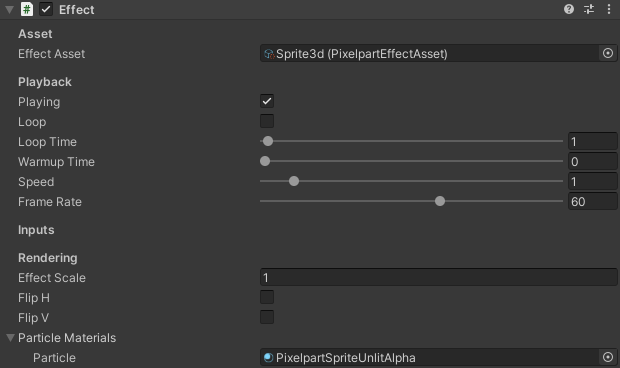 # Effect
Asset
Effect Asset Sprite3d (PixelpartEffectAsset)
Playback
Playing
Loop
Loop Time 1
Warmup Time 0
Speed 1
Frame Rate 60
Inputs
Rendering
Effect Scale 1
Flip H
Flip V
Particle Materials
Particle PixelpartSpriteUnlitAlpha